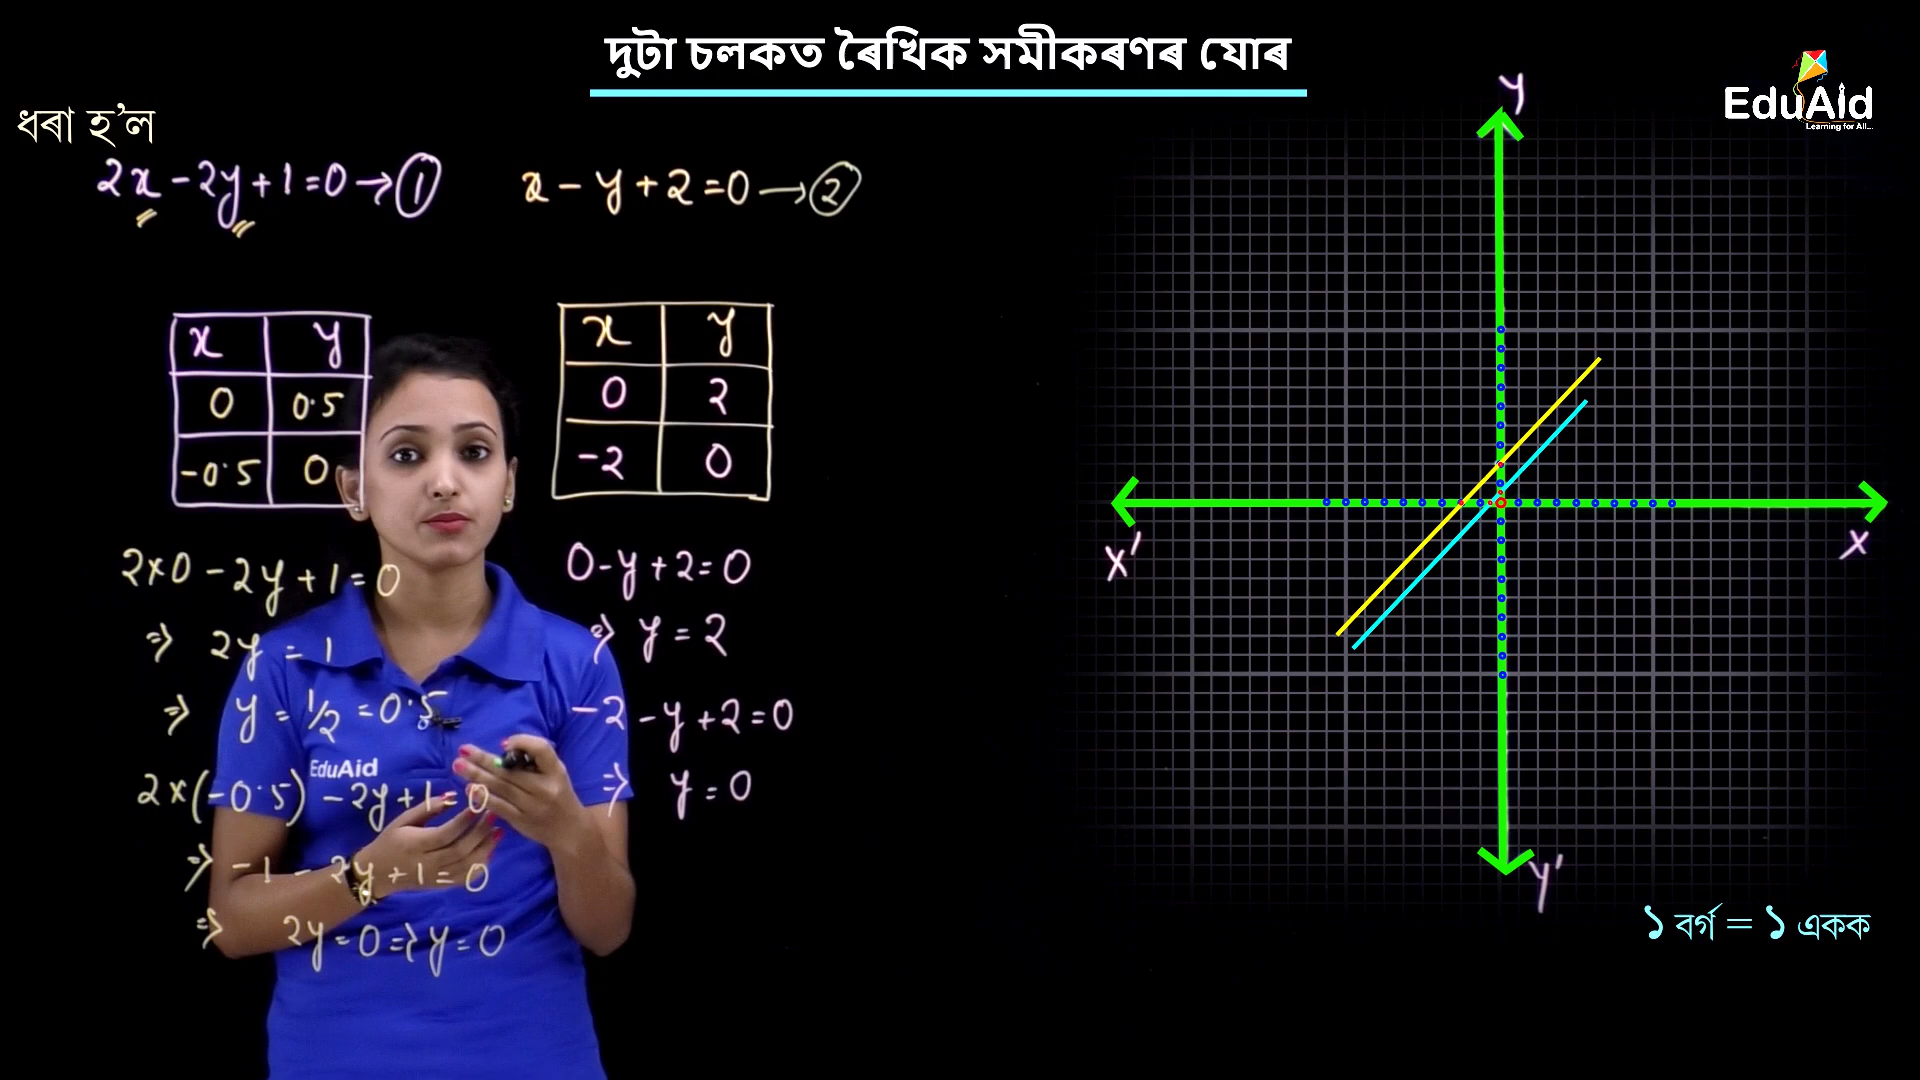 দুটা চলকত ৰৈখিক সমীকৰণৰ যোৰ
EduAid
Learning for All...
ধৰা হ'ল
2x - 2y + 1 = 0 → ①
x - y + 2 = 0 → ②
x y
0 0.5
-0.5 0
x y
0 2
-2 0
2×0 - 2y + 1 = 0
⇒ 2y = 1
⇒ y = 1/2 = 0.5
2×(-0.5) - 2y + 1 = 0
⇒ -1 - 2y + 1 = 0
⇒ 2y = 0 ⇒ y = 0
0 - y + 2 = 0
⇒ y = 2
-2 - y + 2 = 0
⇒ y = 0
EduAid
y
x'
x
y'
১ বৰ্গ = ১ একক